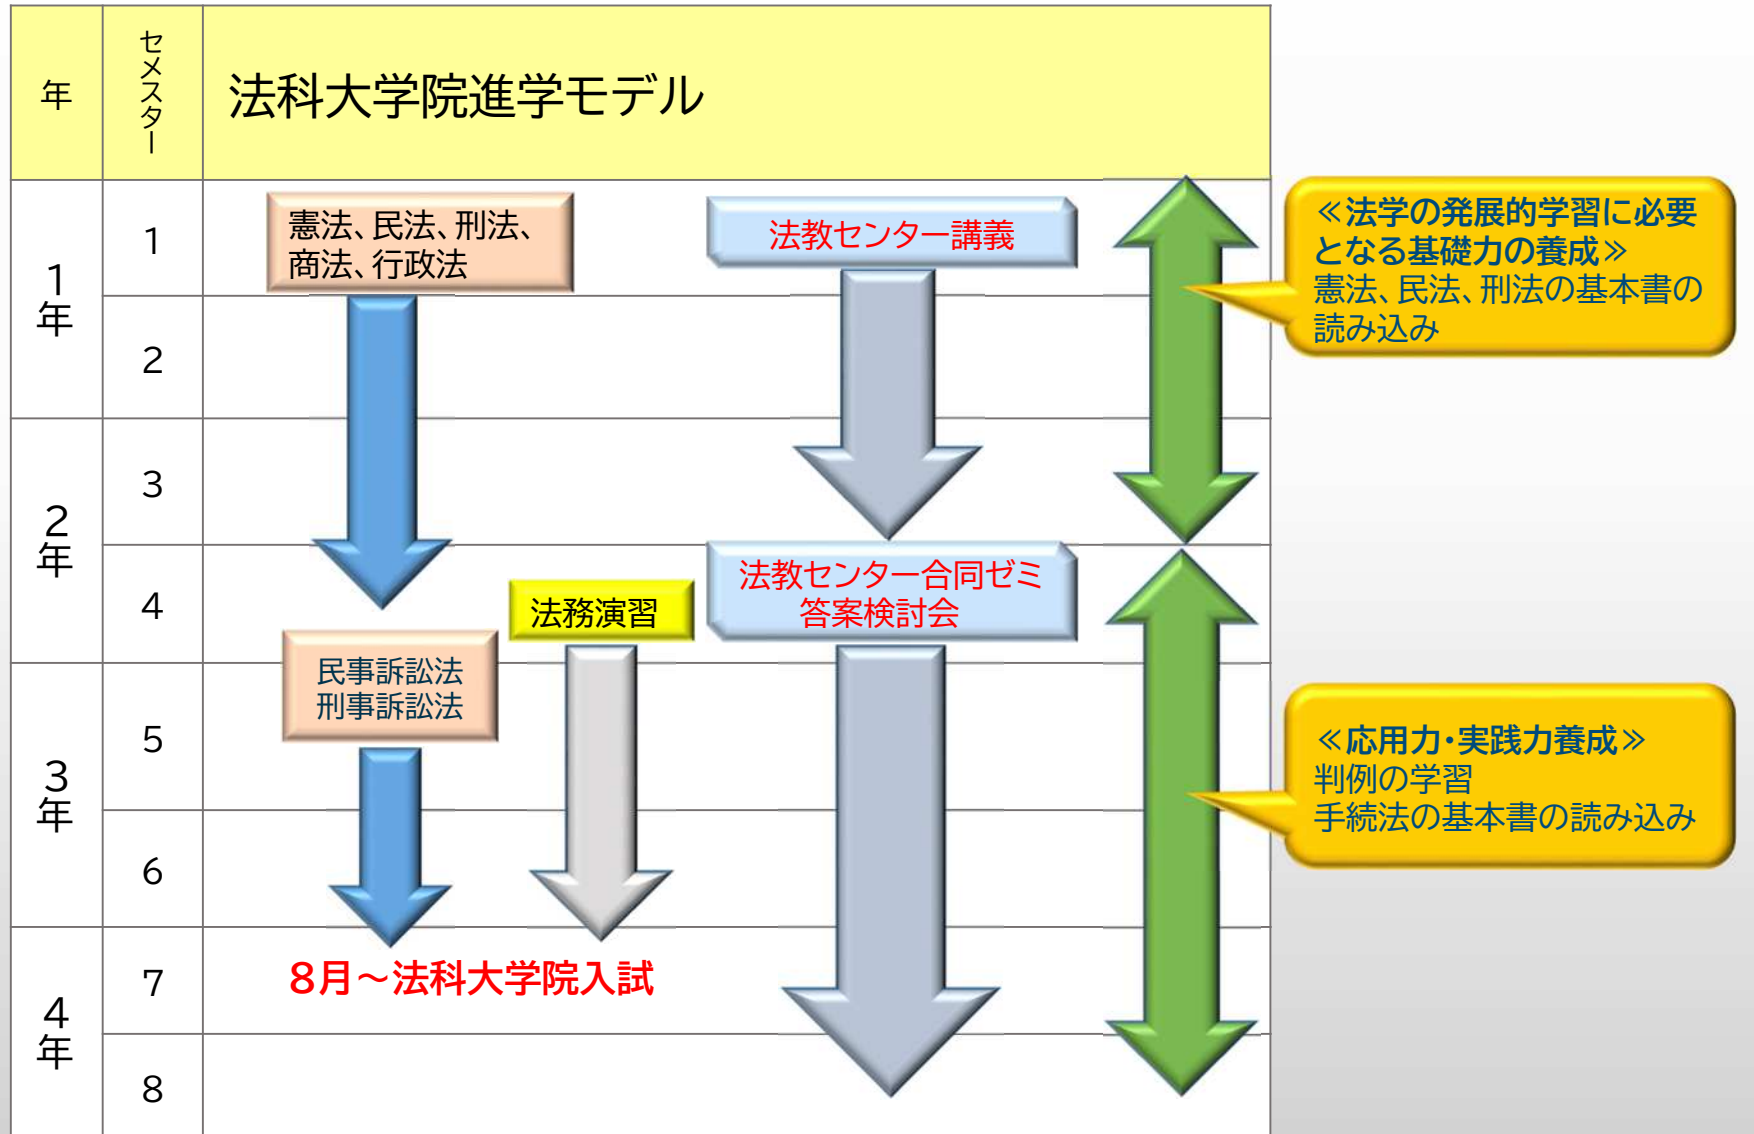 年
セメスター
法科大学院進学モデル
1年
1
憲法、民法、刑法、
商法、行政法
法教センター講義
≪法学の発展的学習に必要
となる基礎力の養成≫
憲法、民法、刑法の基本書の
読み込み
2
2年
3
4
法務演習
法教センター合同ゼミ
答案検討会
民事訴訟法
刑事訴訟法
3年
5
≪応用力・実践力養成≫
判例の学習
手続法の基本書の読み込み
6
4年
7
8月～法科大学院入試
8